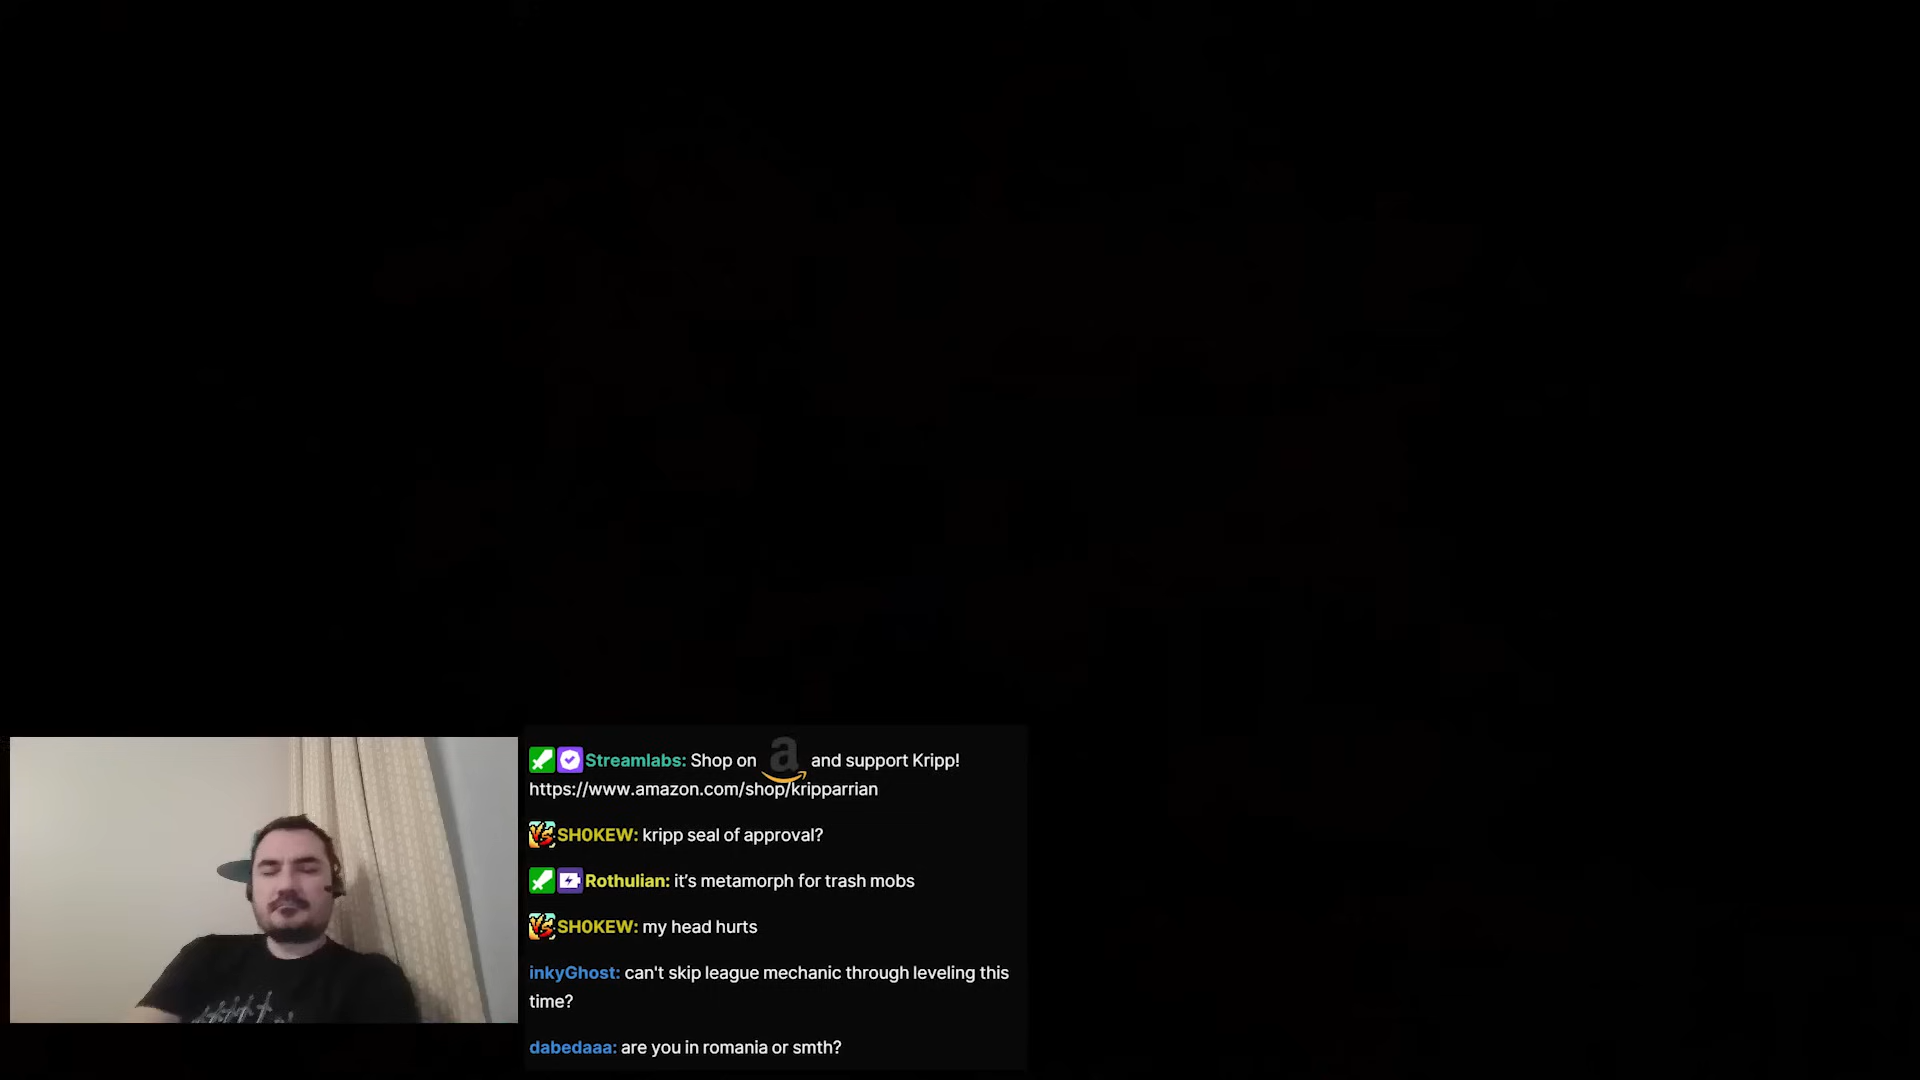 Streamlabs: Shop on a and support Kripp!
https://www.amazon.com/shop/kripparrian
SH0KEW: kripp seal of approval?
Rothulian: it’s metamorph for trash mobs
SH0KEW: my head hurts
inkyGhost: can't skip league mechanic through leveling this
time?
dabedaaa: are you in romania or smth?